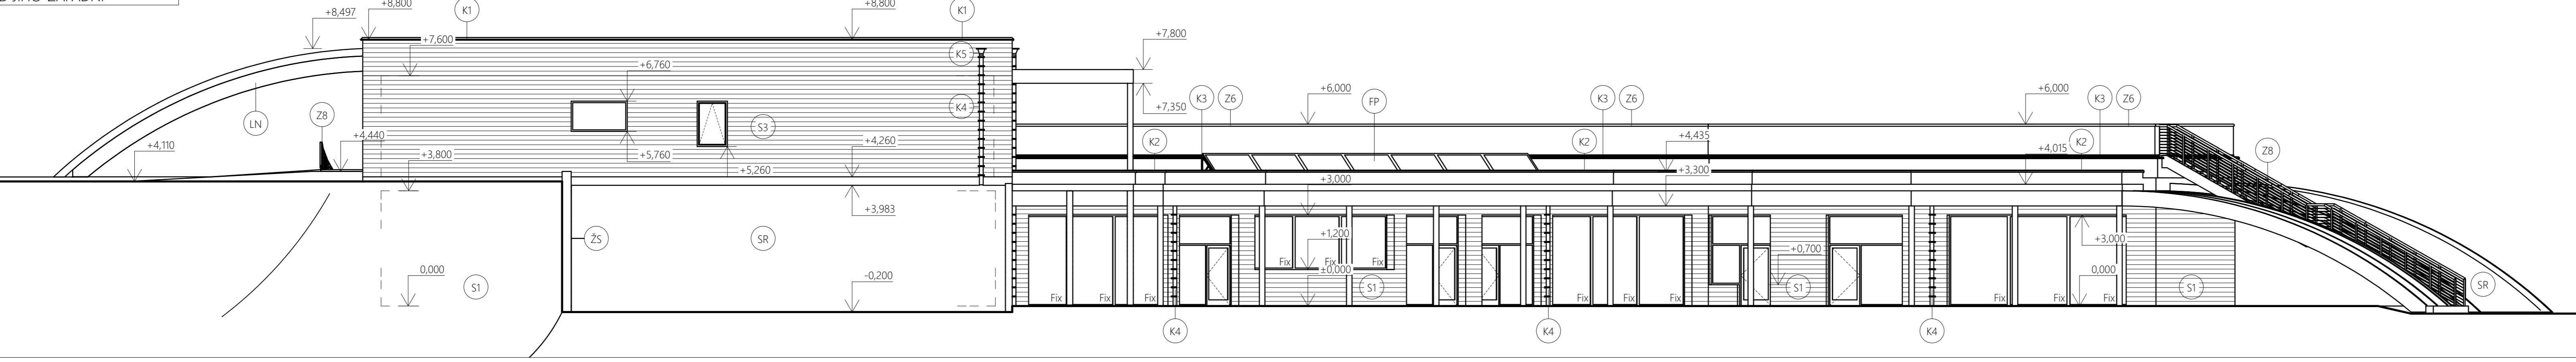 +8,497
+8,800
K1
+8,800
K1
+7,600
K5
+7,800
+6,760
+6,000
+6,000
K3
Z6
FP
K3
Z6
K3
Z6
K4
+7,350
LN
Z8
S3
+4,440
+4,110
+3,800
+5,760
+5,260
+4,260
K2
K2
+4,435
+4,015
K2
Z8
+3,000
+3,300
+3,983
ŽS
SR
+1,200
+0,700
+3,000
Fix
Fix
Fix
0,000
±0,000
0,000
-0,200
S1
S1
S1
S1
SR
Fix
Fix
Fix
Fix
Fix
Fix
Fix
Fix
Fix
K4
K4
K4